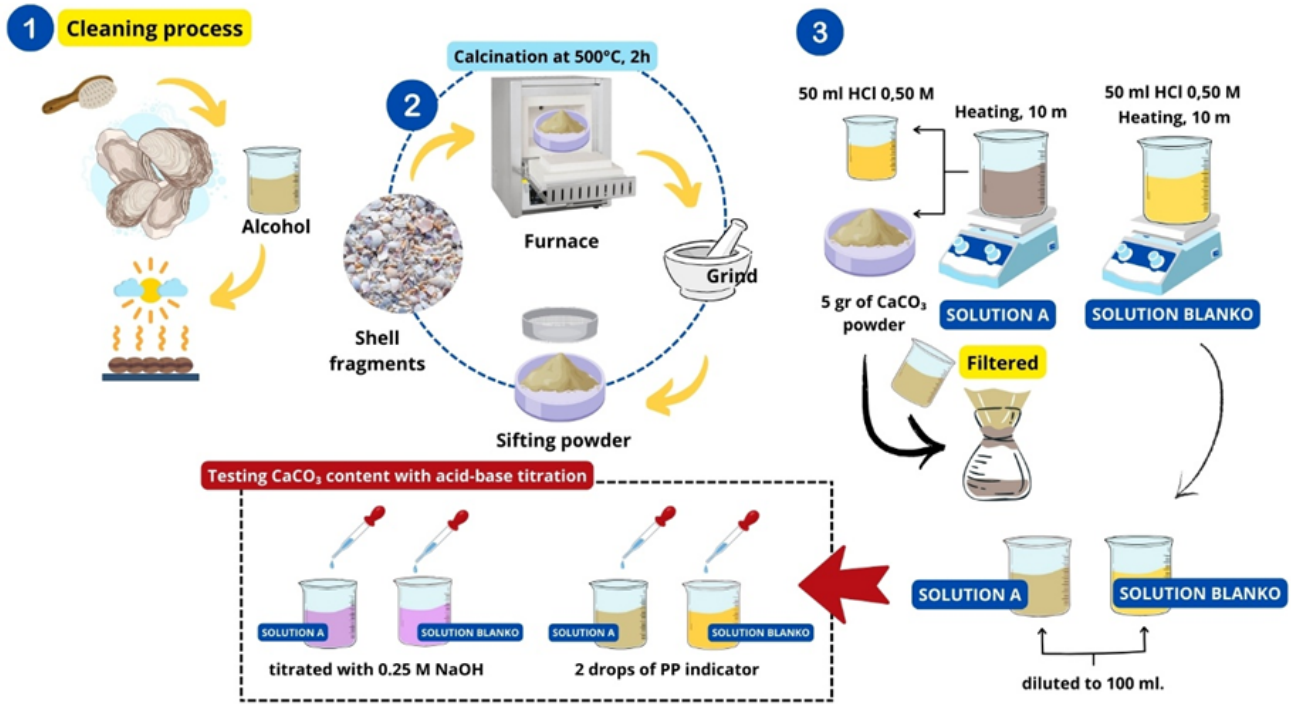 1
Cleaning process
Alcohol
2
Calcination at 500°C, 2h
Furnace
Grind
Shell
fragments
Sifting powder
3
50 ml HCl 0,50 M
Heating, 10 m
50 ml HCl 0,50 M
Heating, 10 m
5 gr of CaCO₃
powder
SOLUTION A
SOLUTION BLANKO
Filtered
SOLUTION A
SOLUTION BLANKO
diluted to 100 ml.
Testing CaCO₃ content with acid-base titration
SOLUTION A
SOLUTION BLANKO
SOLUTION A
SOLUTION BLANKO
titrated with 0.25 M NaOH
2 drops of PP indicator